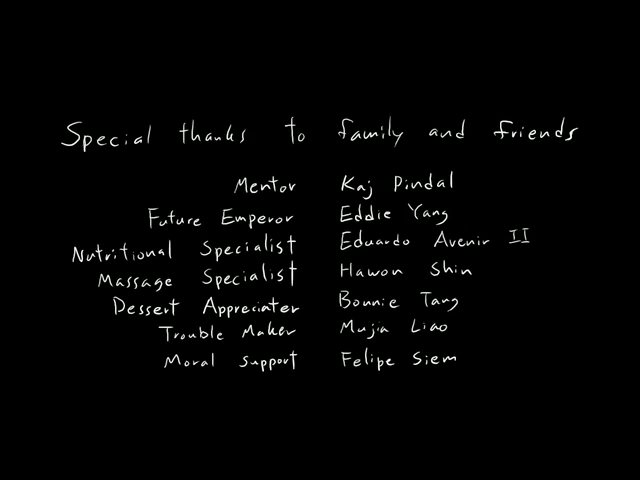 Special thanks to family and friends
Mentor Kaj Pindal
Future Emperor Eddie Yang
Nutritional Specialist Eduardo Avenir II
Massage Specialist Hawon Shin
Dessert Appreciater Bonnie Tang
Trouble Maker Mujia Liao
Moral support Felipe Siem